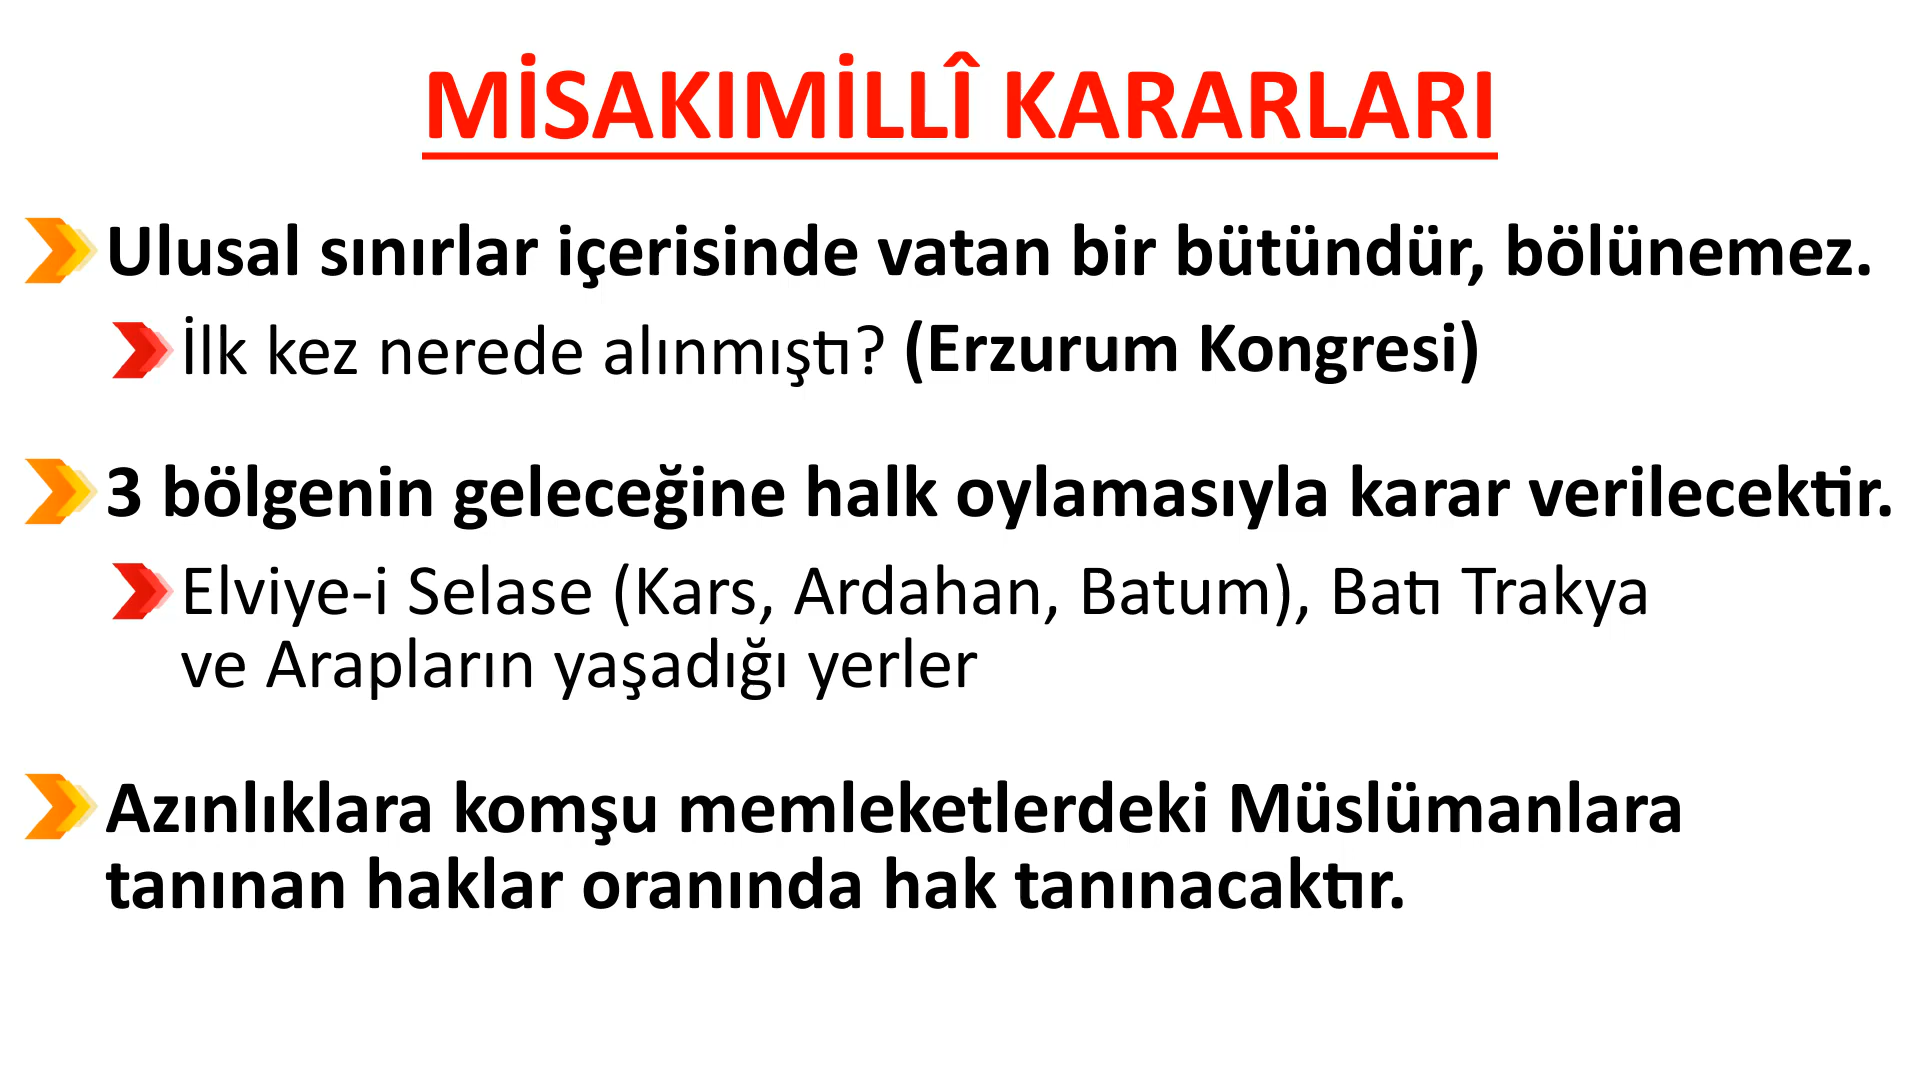 MİSAKIMİLLÎ KARARLARI
Ulusal sınırlar içerisinde vatan bir bütündür, bölünemez.
İlk kez nerede alınmıştı? (Erzurum Kongresi)
3 bölgenin geleceğine halk oylamasıyla karar verilecektir.
Elviye-i Selase (Kars, Ardahan, Batum), Batı Trakya
ve Arapların yaşadığı yerler
Azınlıklara komşu memleketlerdeki Müslümanlara
tanınan haklar oranında hak tanınacaktır.